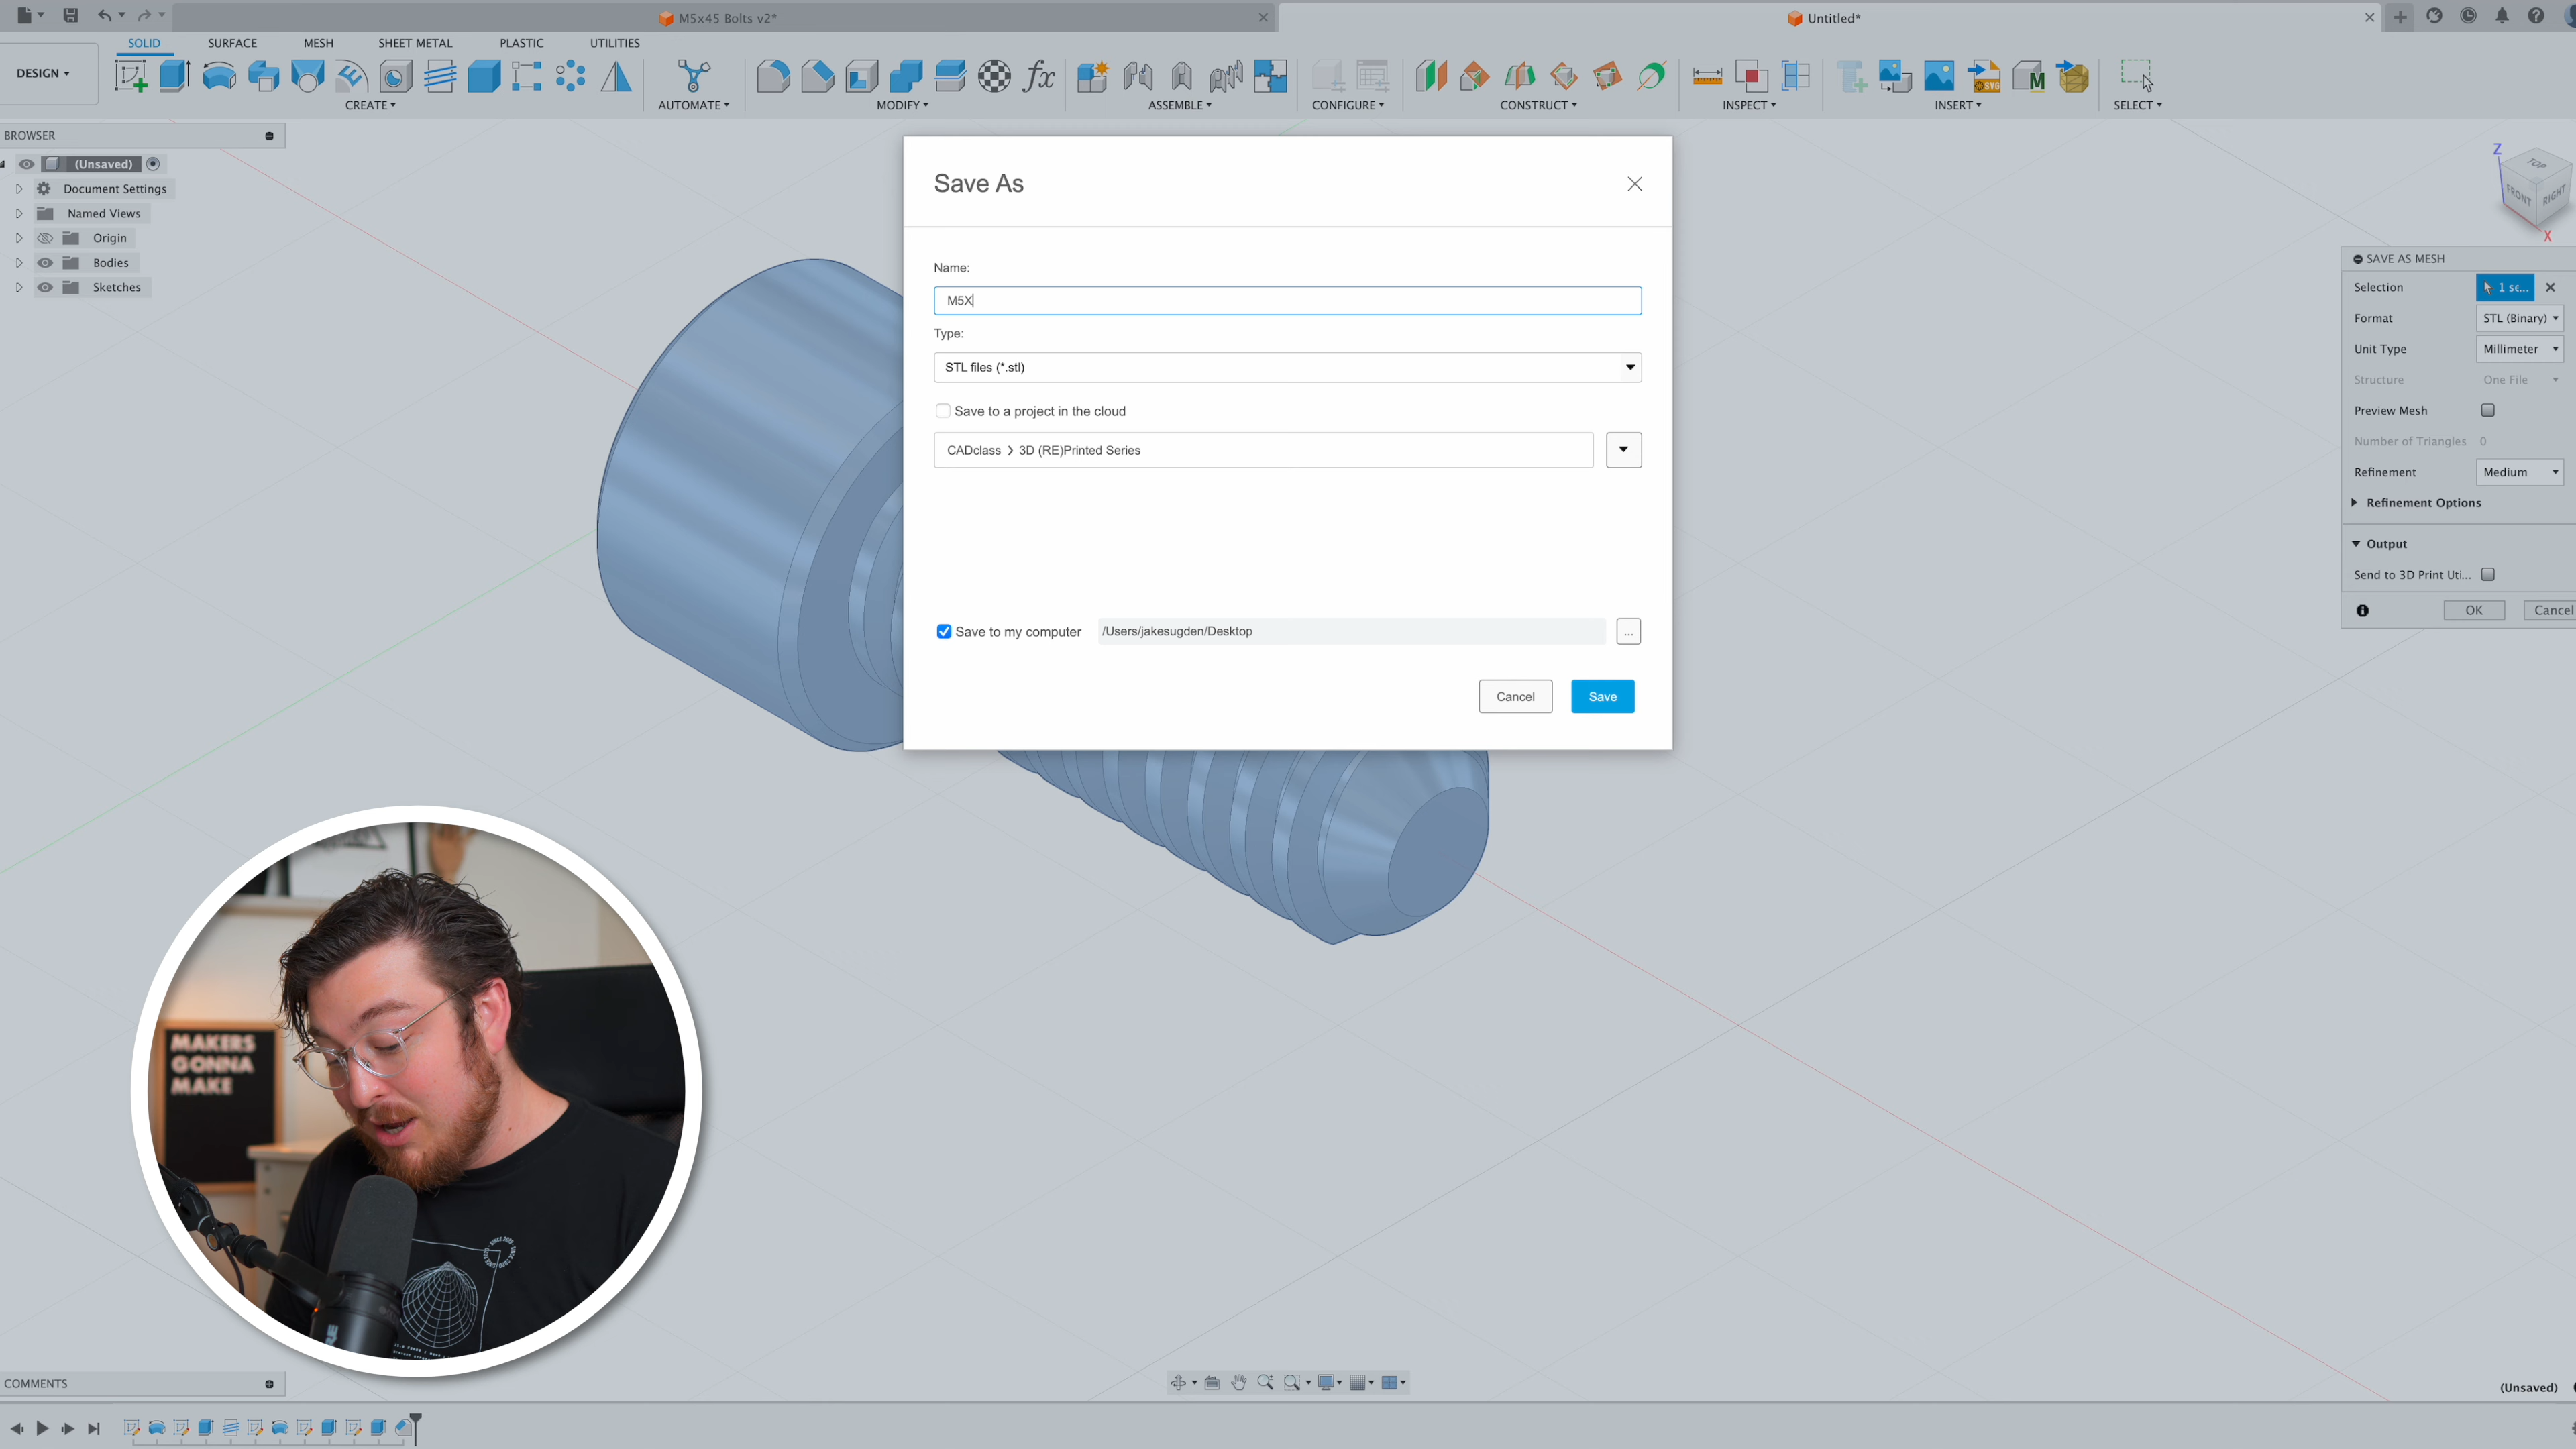 M5x45 Bolts v2*
Untitled*
SOLID
SURFACE
MESH
SHEET METAL
PLASTIC
UTILITIES
DESIGN
CREATE
AUTOMATE
MODIFY
ASSEMBLE
CONFIGURE
CONSTRUCT
INSPECT
INSERT
SELECT
BROWSER
(Unsaved)
Document Settings
Named Views
Origin
Bodies
Sketches
Save As
Name:
M5X
Type:
STL files (*.stl)
Save to a project in the cloud
CADclass > 3D (RE)Printed Series
Save to my computer
/Users/jakesugden/Desktop
...
Cancel
Save
Z
TOP
FRONT
RIGHT
X
SAVE AS MESH
Selection
1 se...
Format
STL (Binary)
Unit Type
Millimeter
Structure
One File
Preview Mesh
Number of Triangles 0
Refinement
Medium
Refinement Options
Output
Send to 3D Print Uti...
OK
Cancel
MAKERS
GONNA
MAKE
COMMENTS
(Unsaved)